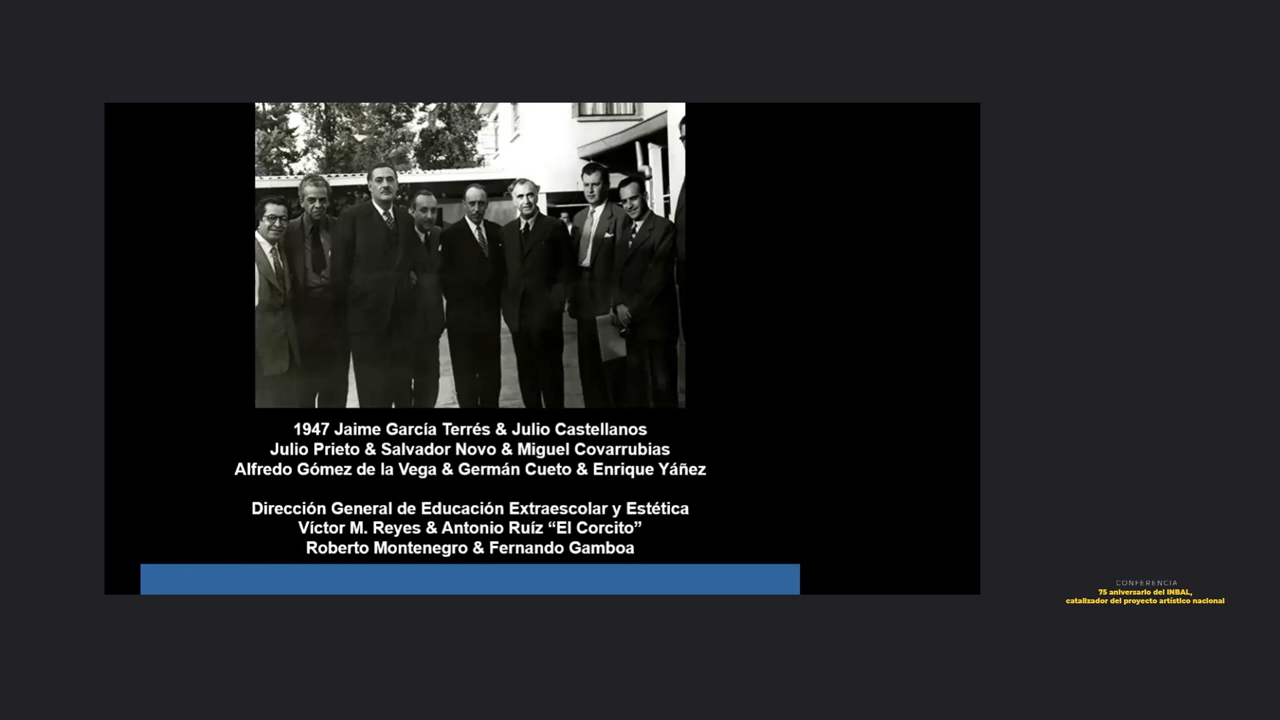 1947 Jaime García Terrés & Julio Castellanos
Julio Prieto & Salvador Novo & Miguel Covarrubias
Alfredo Gómez de la Vega & Germán Cueto & Enrique Yáñez
Dirección General de Educación Extraescolar y Estética
Víctor M. Reyes & Antonio Ruíz “El Corcito”
Roberto Montenegro & Fernando Gamboa
CONFERENCIA
75 aniversario del INBAL,
catalizador del proyecto artístico nacional